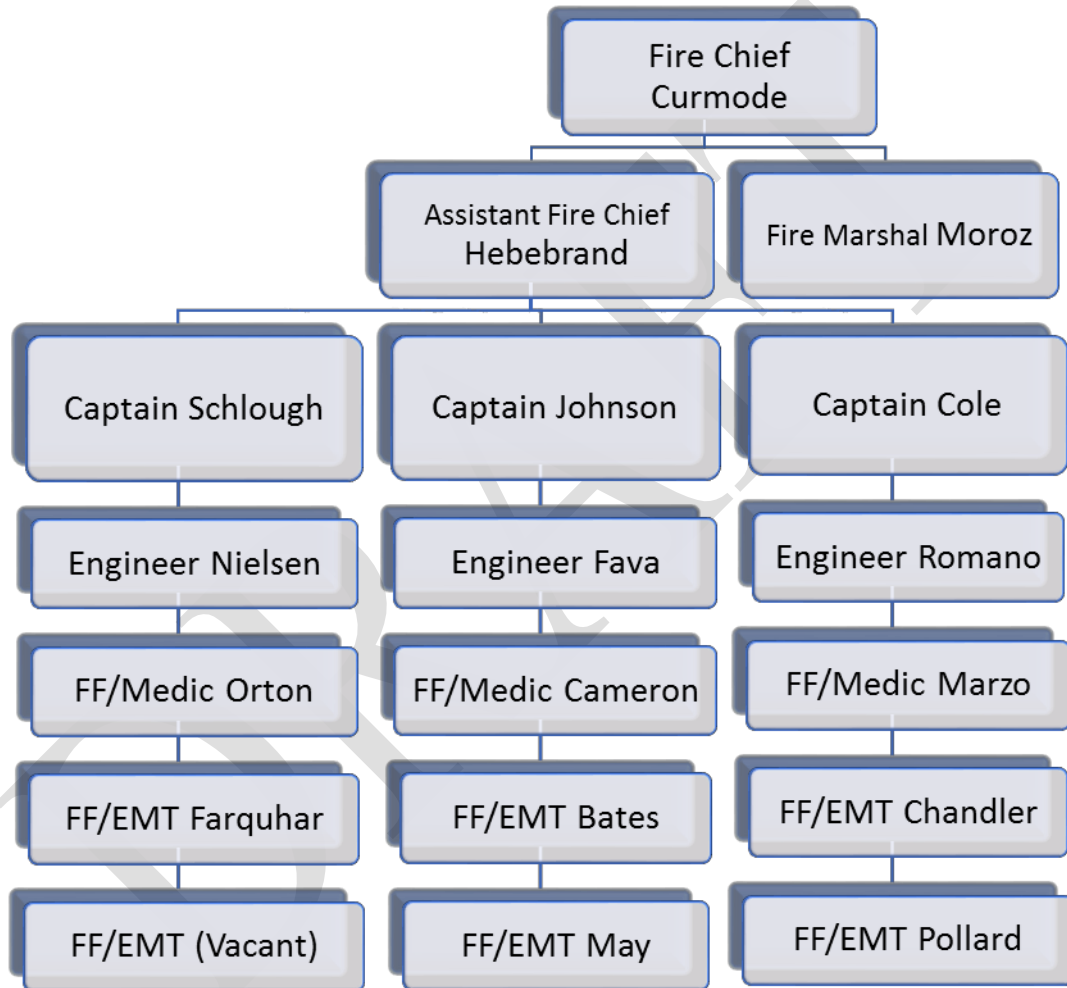 Fire Chief
Curmode
Assistant Fire Chief
Hebebrand
Fire Marshal Moroz
Captain Schlough
Captain Johnson
Captain Cole
Engineer Nielsen
Engineer Fava
Engineer Romano
FF/Medic Orton
FF/Medic Cameron
FF/Medic Marzo
FF/EMT Farquhar
FF/EMT Bates
FF/EMT Chandler
FF/EMT (Vacant)
FF/EMT May
FF/EMT Pollard
DRAFT